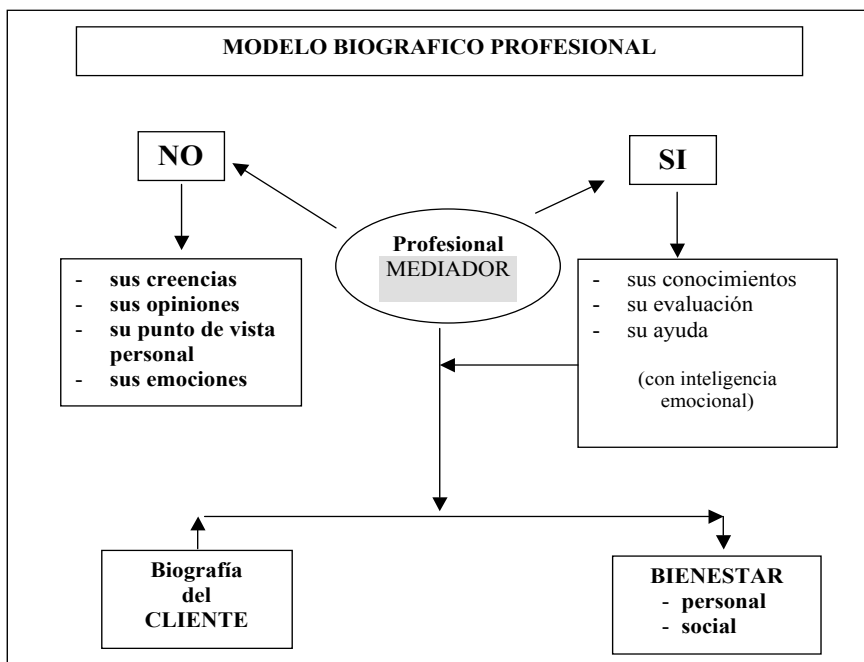 MODELO BIOGRAFICO PROFESIONAL
NO
SI
Profesional
MEDIADOR
- sus creencias
- sus opiniones
- su punto de vista
personal
- sus emociones
- sus conocimientos
- su evaluación
- su ayuda
(con inteligencia
emocional)
Biografía
del
CLIENTE
BIENESTAR
- personal
- social